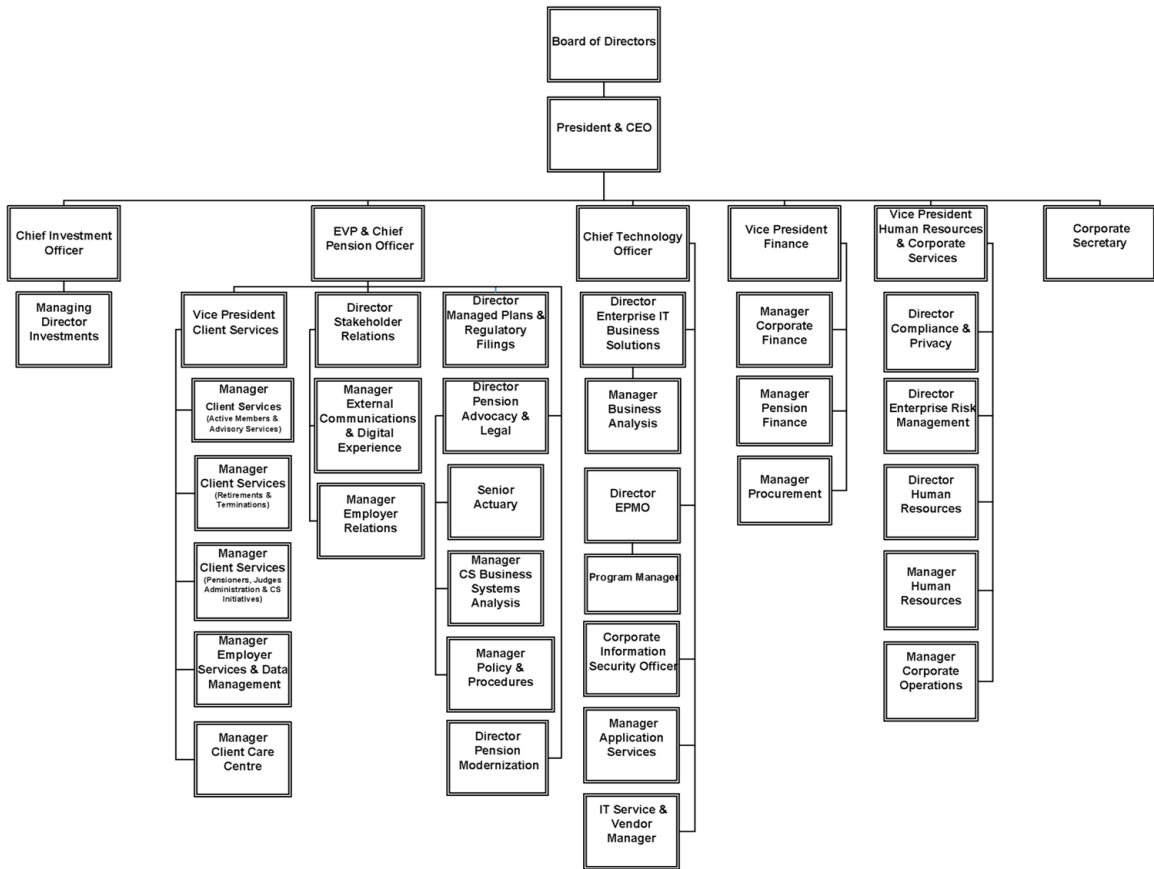 Board of Directors
President & CEO
Chief Investment
Officer
EVP & Chief
Pension Officer
Chief Technology
Officer
Vice President
Finance
Vice President
Human Resources
& Corporate
Services
Corporate
Secretary
Managing
Director
Investments
Vice President
Client Services
Manager
Client Services
(Active Members &
Advisory Services)
Manager
Client Services
(Retirements &
Terminations)
Manager
Client Services
(Pensioners, Judges
Administration & CS
Initiatives)
Manager
Employer
Services & Data
Management
Manager
Client Care
Centre
Director
Stakeholder
Relations
Manager
External
Communications
& Digital
Experience
Manager
Employer
Relations
Director
Managed Plans &
Regulatory
Filings
Director
Pension
Advocacy &
Legal
Senior
Actuary
Manager
CS Business
Systems
Analysis
Manager
Policy &
Procedures
Director
Pension
Modernization
Director
Enterprise IT
Business
Solutions
Manager
Business
Analysis
Director
EPMO
Program Manager
Corporate
Information
Security Officer
Manager
Application
Services
IT Service &
Vendor
Manager
Manager
Corporate
Finance
Manager
Pension
Finance
Manager
Procurement
Director
Compliance &
Privacy
Director
Enterprise Risk
Management
Director
Human
Resources
Manager
Human
Resources
Manager
Corporate
Operations